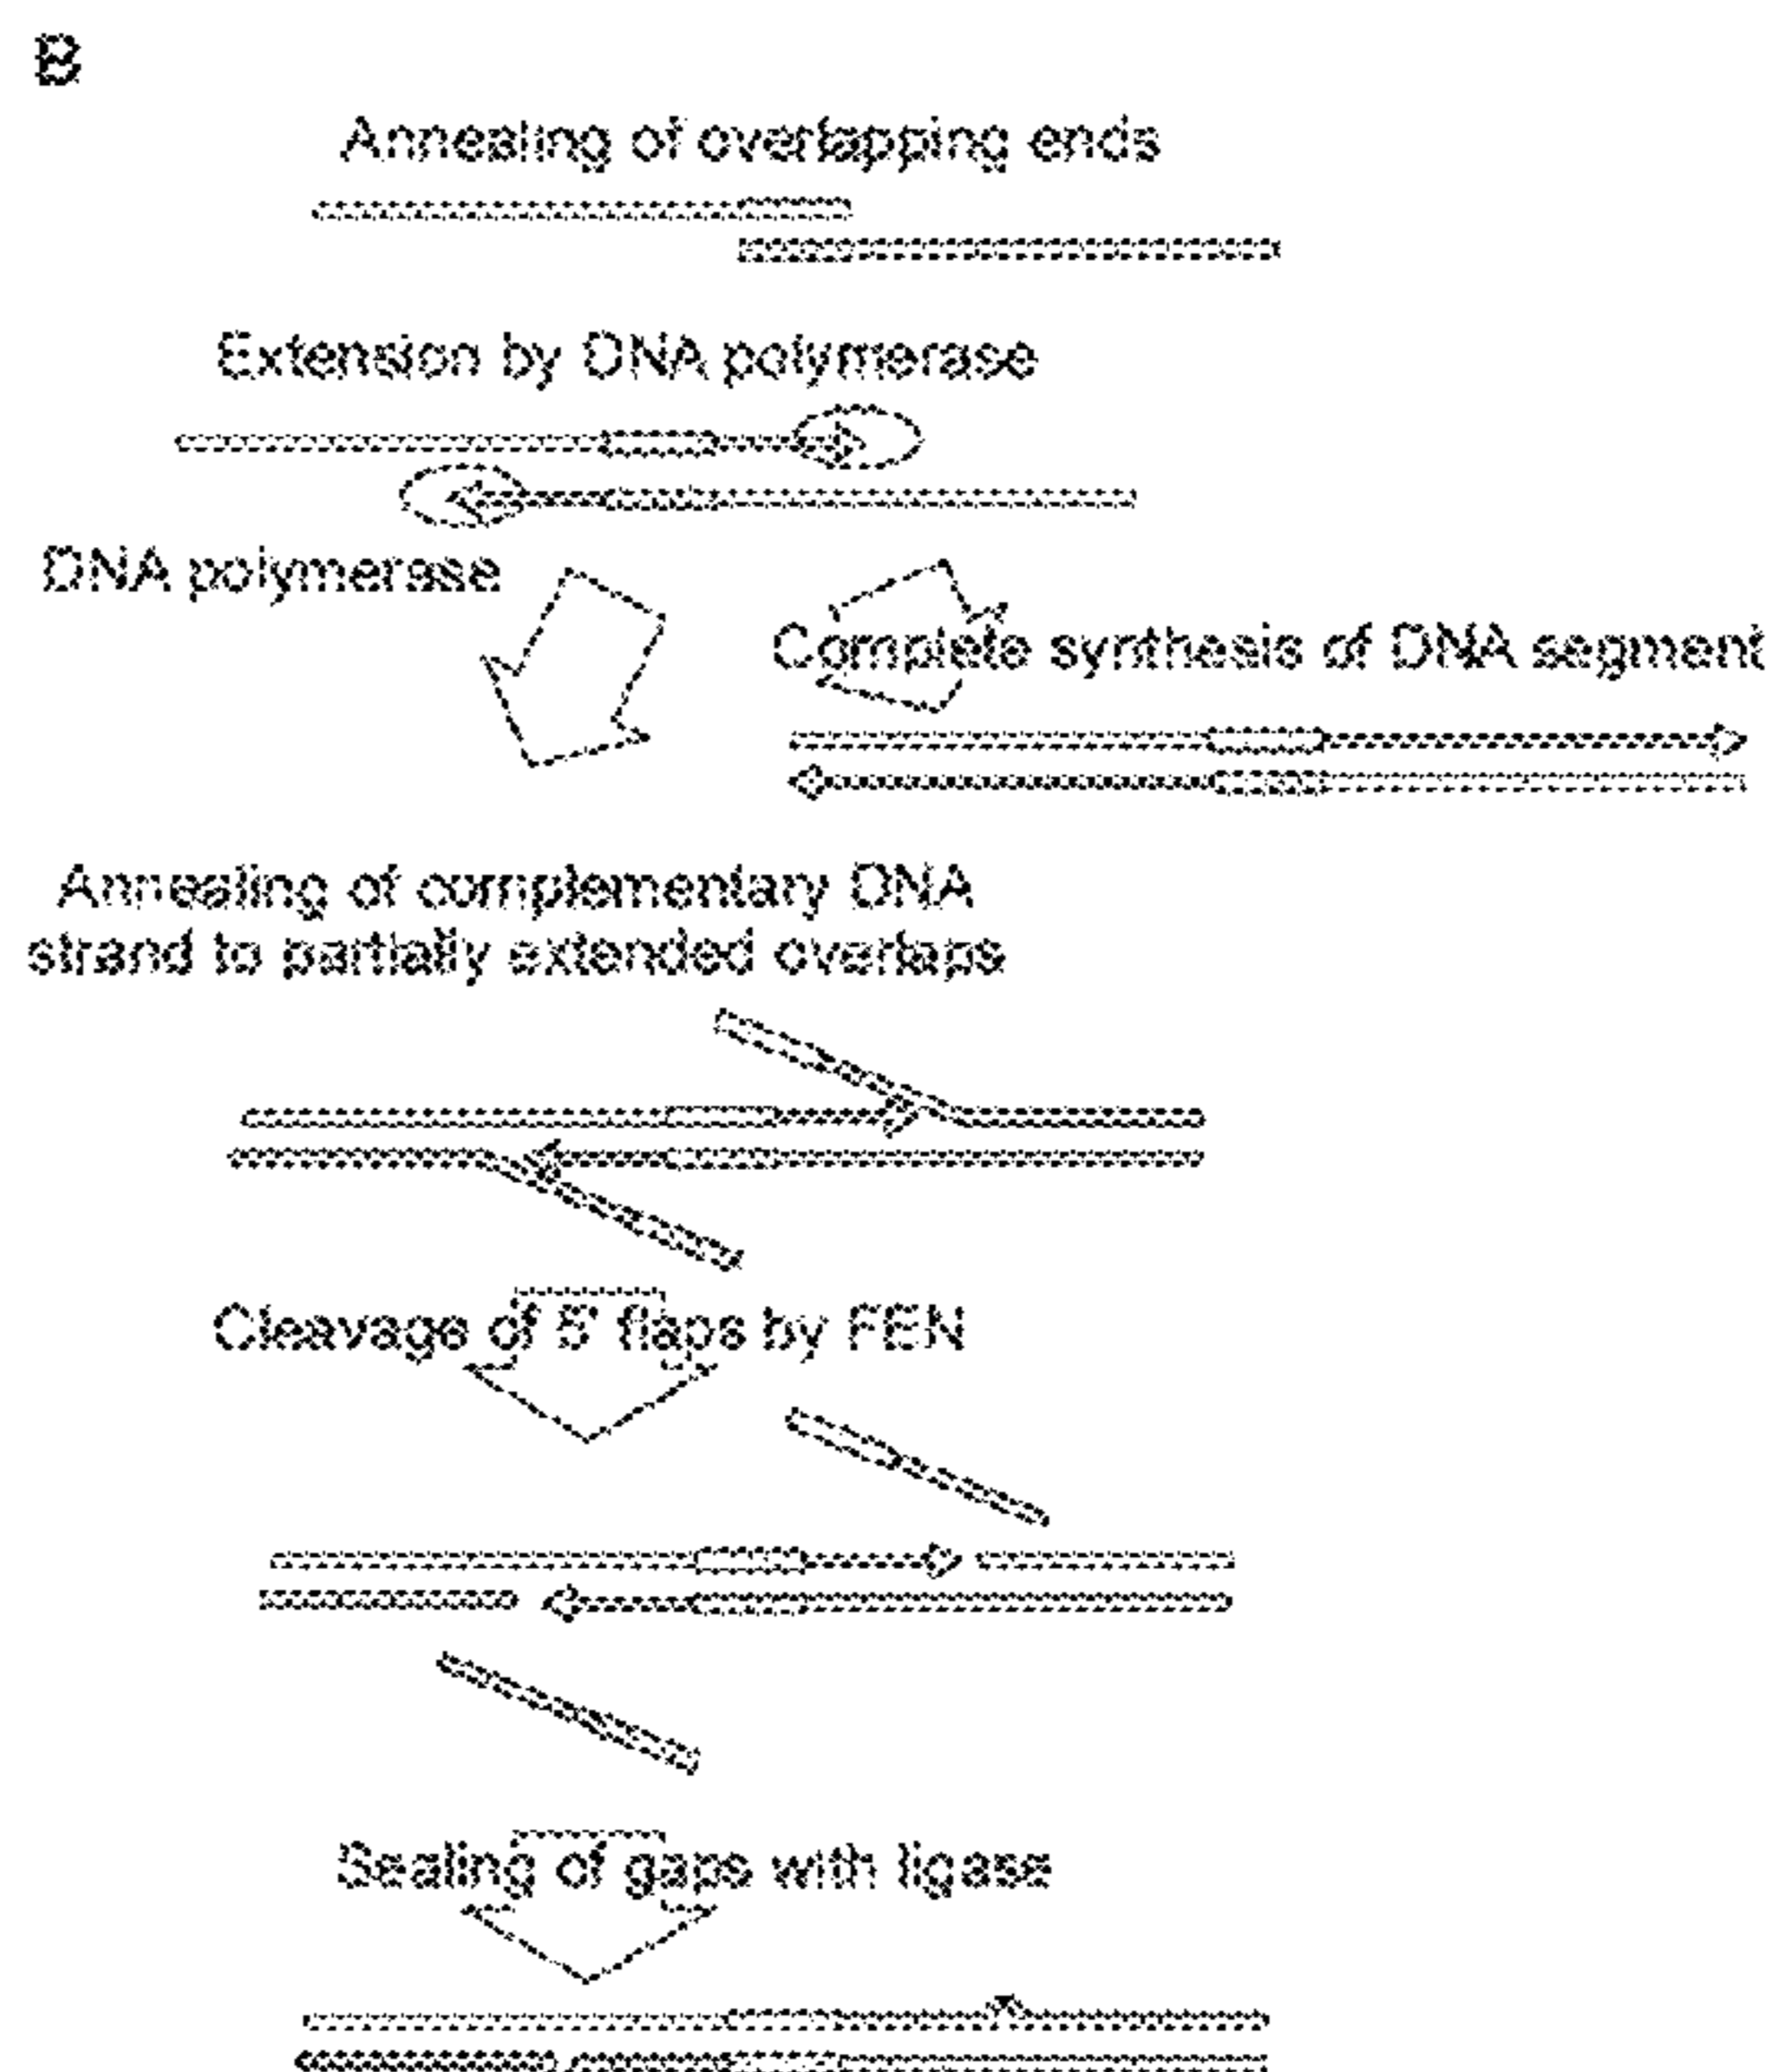 B
Annealing of overlapping ends
Extension by DNA polymerase
DNA polymerase
Complete synthesis of DNA segment
Annealing of complementary DNA
strand to partially extended overlaps
Cleavage of 5' flaps by FEN
Sealing of gaps with ligase